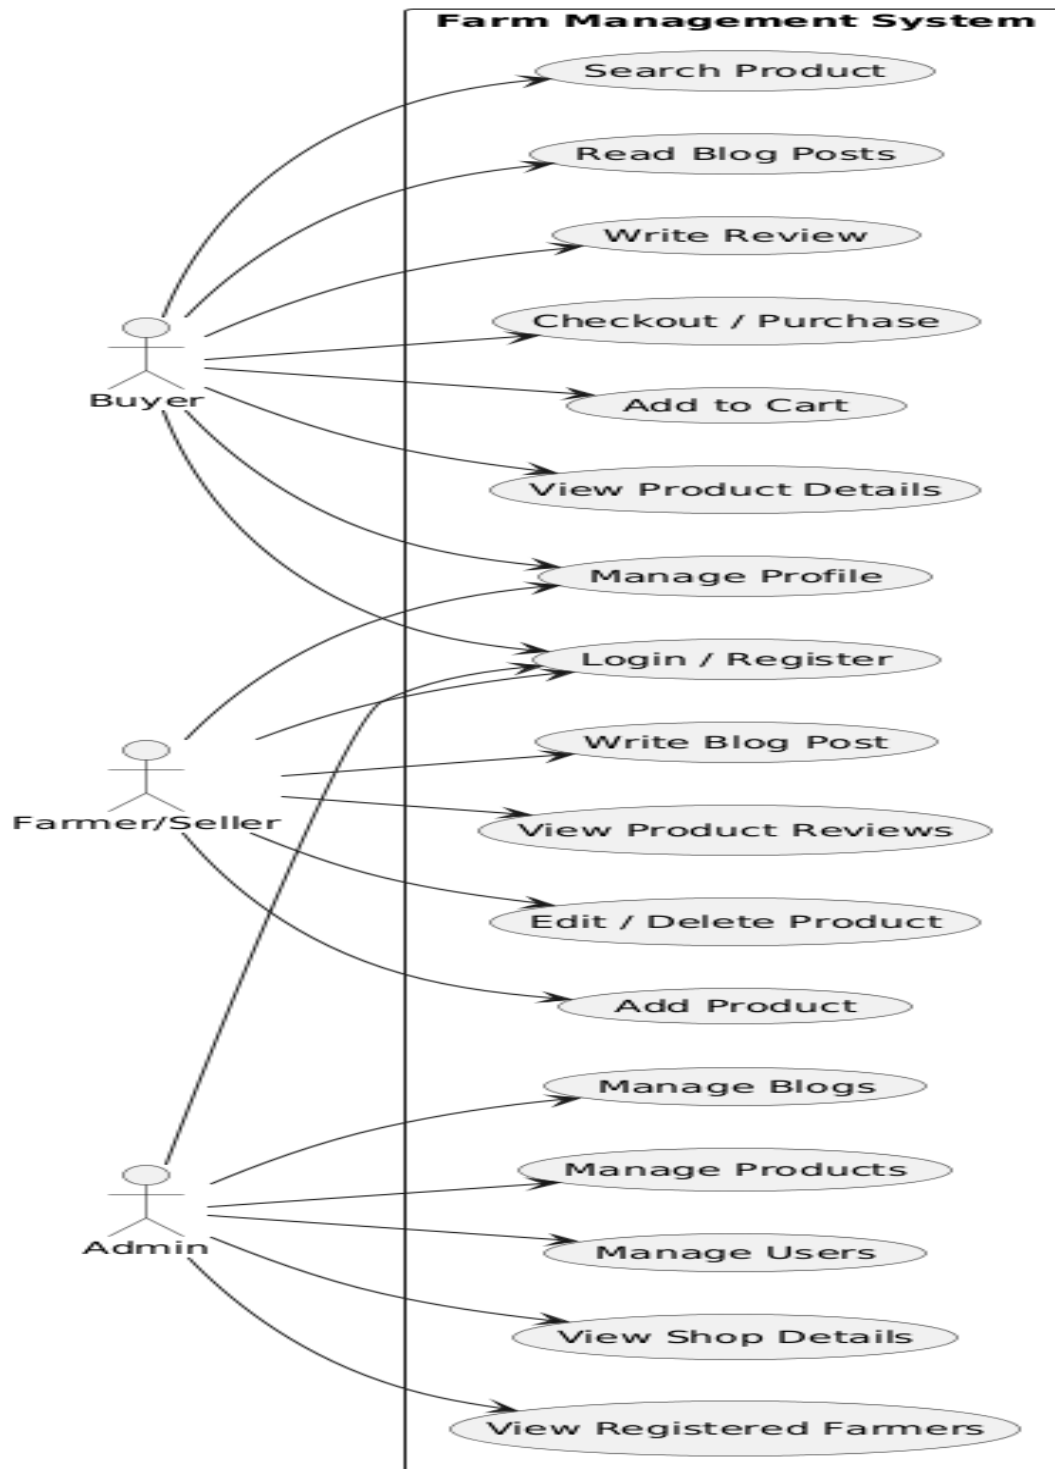 Farm Management System
Search Product
Read Blog Posts
Write Review
Checkout / Purchase
Buyer
Add to Cart
View Product Details
Manage Profile
Login / Register
Write Blog Post
Farmer/Seller
View Product Reviews
Edit / Delete Product
Add Product
Manage Blogs
Manage Products
Admin
Manage Users
View Shop Details
View Registered Farmers